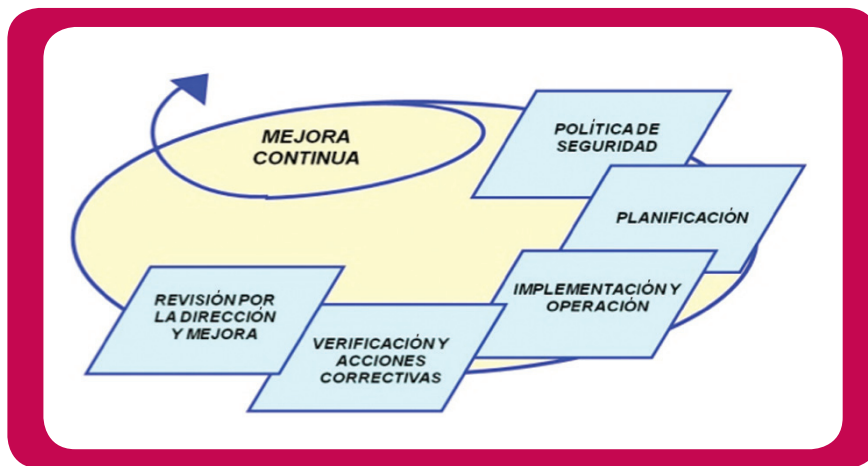 MEJORA
CONTINUA
POLÍTICA DE
SEGURIDAD
PLANIFICACIÓN
IMPLEMENTACIÓN Y
OPERACIÓN
VERIFICACIÓN Y
ACCIONES
CORRECTIVAS
REVISIÓN POR
LA DIRECCIÓN
Y MEJORA